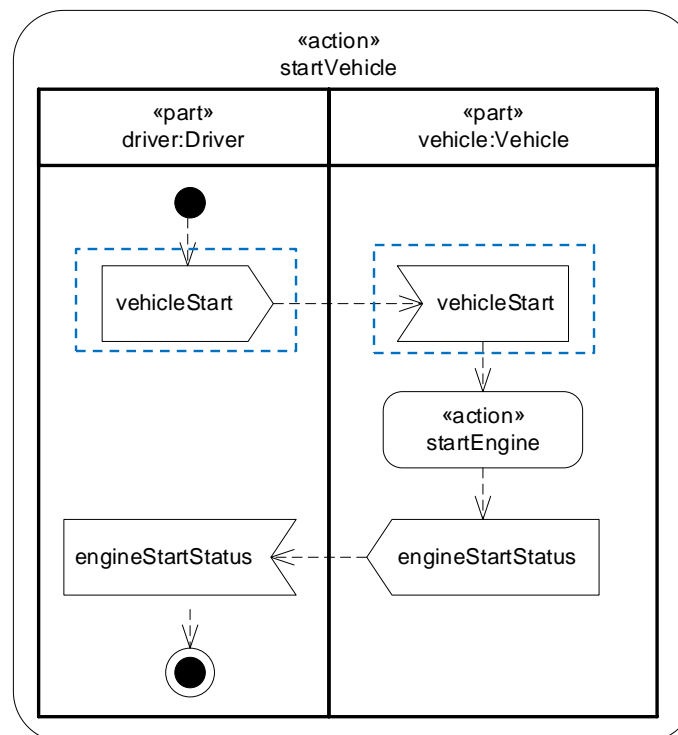 «action»
startVehicle
«part»
driver:Driver
«part»
vehicle:Vehicle
vehicleStart
vehicleStart
«action»
startEngine
engineStartStatus
engineStartStatus